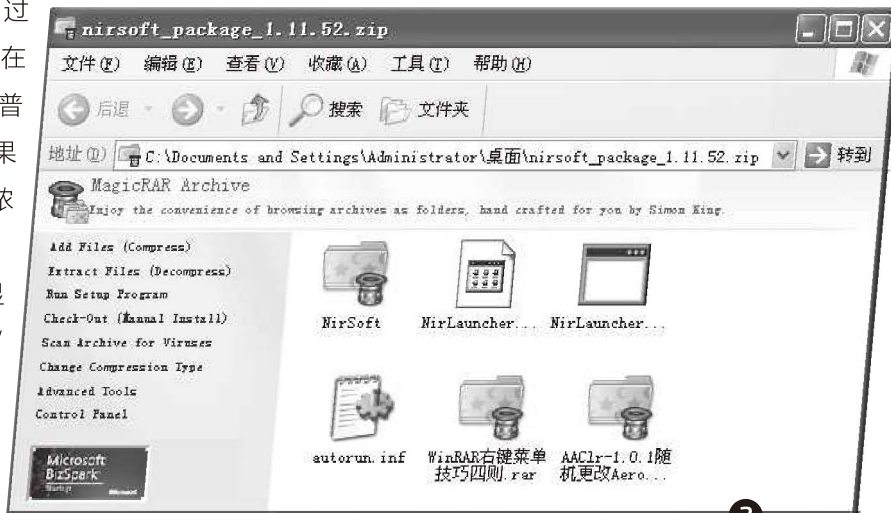 过
在
普
果
浓
nirsoft_package_1.11.52.zip
文件(F) 编辑(E) 查看(V) 收藏(A) 工具(T) 帮助(H)
后退 搜索 文件夹
地址(D) C:\Documents and Settings\Administrator\桌面\nirsoft_package_1.11.52.zip 转到
MagicRAR Archive
Enjoy the convenience of browsing archives as folders, hand crafted for you by Simon King.
Add Files (Compress)
Extract Files (Decompress)
Run Setup Program
Check-Out (Manual Install)
Scan Archive for Viruses
Change Compression Type
Advanced Tools
Control Panel
Microsoft
BizSpark
Startup
Microsoft
NirSoft NirLauncher... NirLauncher...
autorun.inf WinRAR右键菜单 AAClr-1.0.1随
技巧四则.rar 机更改Aero...